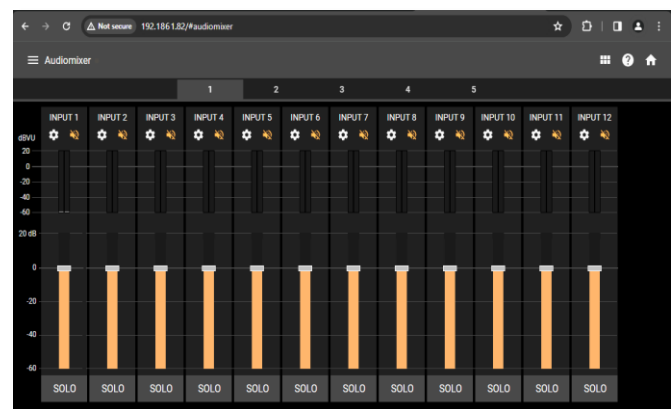 Not secure 192.1861.82/#audiomixer
Audiomixer
1 2 3 4 5
INPUT 1 INPUT 2 INPUT 3 INPUT 4 INPUT 5 INPUT 6 INPUT 7 INPUT 8 INPUT 9 INPUT 10 INPUT 11 INPUT 12
dBVU
20
0
-20
-40
-60
20 dB
0
-20
-40
-60
SOLO SOLO SOLO SOLO SOLO SOLO SOLO SOLO SOLO SOLO SOLO SOLO